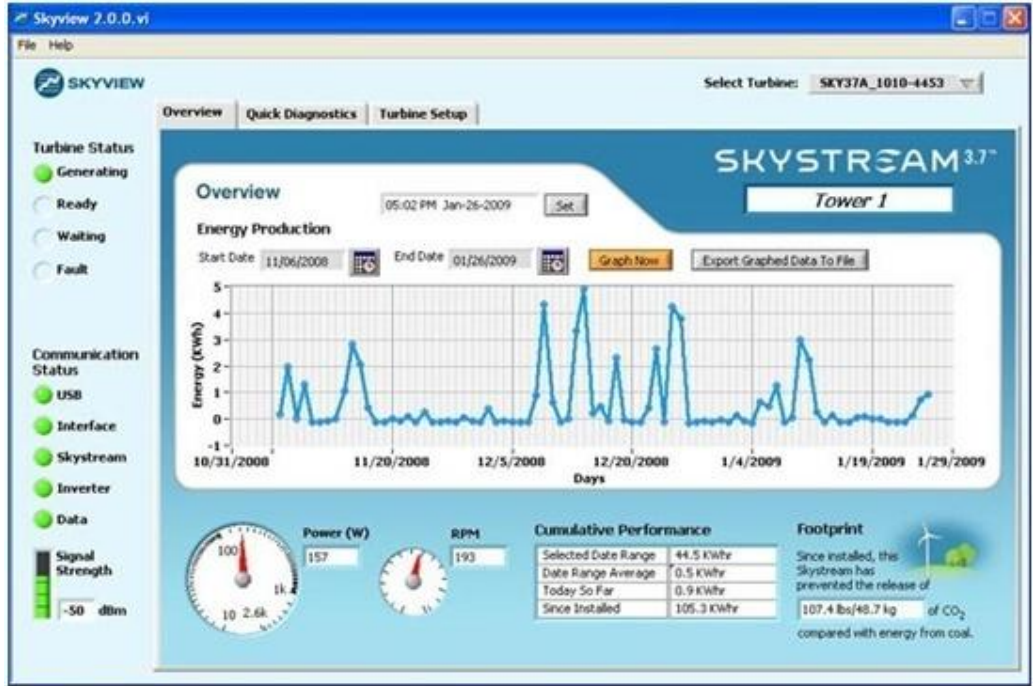 Skyview 2.0.0.vi
File Help
SKYVIEW
Select Turbine: SKY37A_1010-4453
Overview Quick Diagnostics Turbine Setup
Turbine Status
Generating
Ready
Waiting
Fault
SKYSTREAM 3.7™
Tower 1
Overview
05:02 PM Jan-26-2009 Set
Energy Production
Start Date 11/06/2008 End Date 01/26/2009 Graph Now Export Graphed Data To File
Energy (KWh)
5
4
3
2
1
0
-1
10/31/2008 11/20/2008 12/5/2008 12/20/2008 1/4/2009 1/19/2009 1/29/2009
Days
Communication
Status
USB
Interface
Skystream
Inverter
Data
Signal
Strength
-50 dBm
100
1k
10 2.6k
Power (W)
157
RPM
193
Cumulative Performance
Selected Date Range 44.5 KWhr
Date Range Average 0.5 KWhr
Today So Far 0.9 KWhr
Since Installed 105.3 KWhr
Footprint
Since installed, this
Skystream has
prevented the release of
107.4 lbs/48.7 kg of CO2
compared with energy from coal.